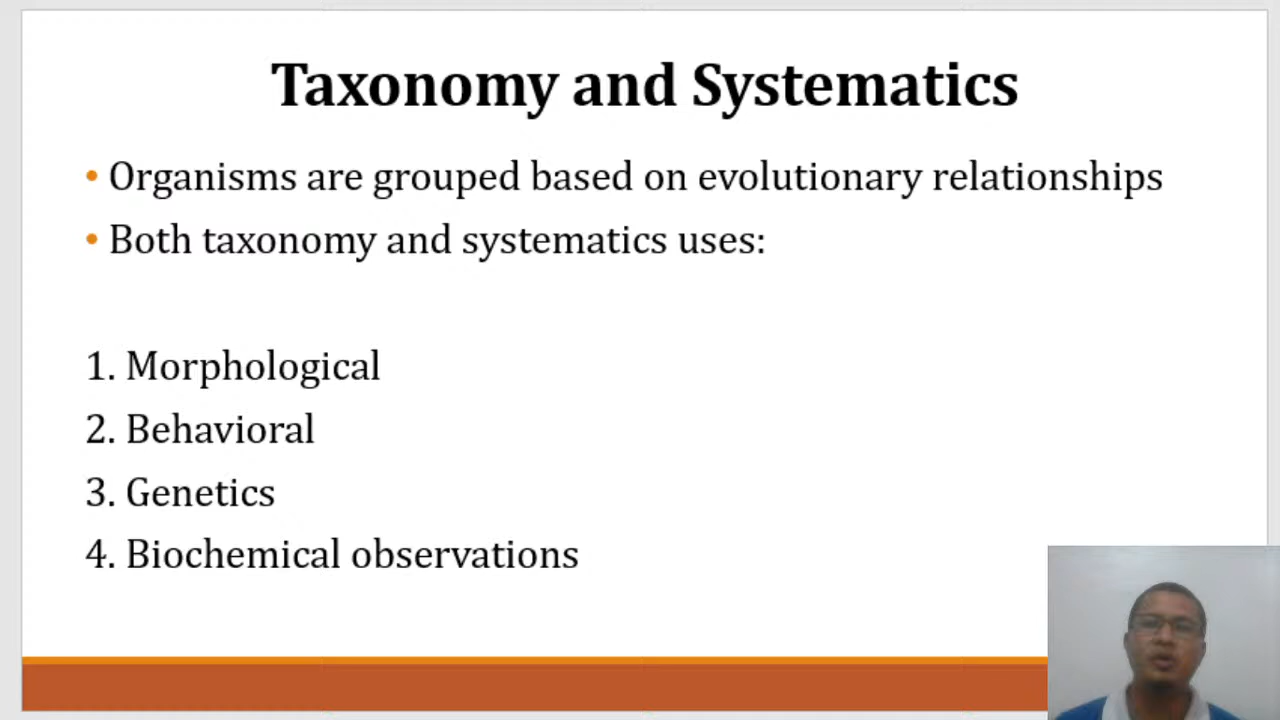 Taxonomy and Systematics
• Organisms are grouped based on evolutionary relationships
• Both taxonomy and systematics uses:
1. Morphological
2. Behavioral
3. Genetics
4. Biochemical observations